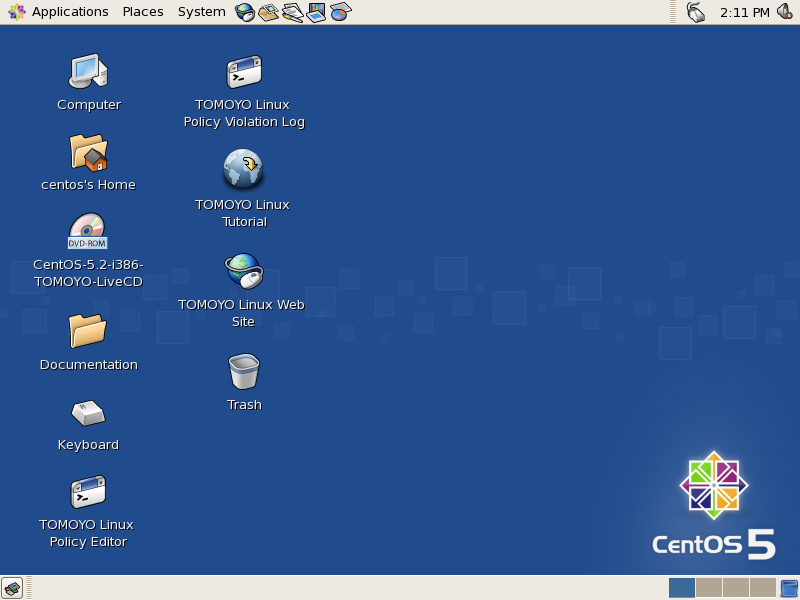 Applications Places System 2:11 PM
Computer
centos's Home
DVD-ROM
CentOS-5.2-i386-
TOMOYO-LiveCD
Documentation
Keyboard
TOMOYO Linux
Policy Editor
TOMOYO Linux
Policy Violation Log
TOMOYO Linux
Tutorial
TOMOYO Linux Web
Site
Trash
CentOS 5